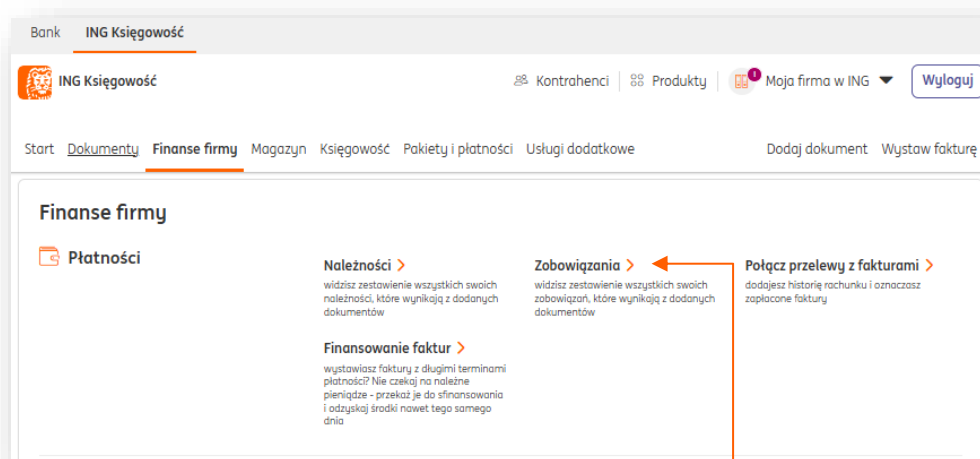 Bank ING Księgowość
ING Księgowość Kontrahenci Produkty 1 Moja firma w ING Wyloguj
Start Dokumenty Finanse firmy Magazyn Księgowość Pakiety i płatności Usługi dodatkowe Dodaj dokument Wystaw fakturę
Finanse firmy
Płatności
Należności >
widzisz zestawienie wszystkich swoich
należności, które wynikają z dodanych
dokumentów
Zobowiązania >
widzisz zestawienie wszystkich swoich
zobowiązań, które wynikają z dodanych
dokumentów
Połącz przelewy z fakturami >
dodajesz historię rachunku i oznaczasz
zapłacone faktury
Finansowanie faktur >
wystawiasz faktury z długimi terminami
płatności? Nie czekaj na należne
pieniądze - przekaż je do sfinansowania
i odzyskaj środki nawet tego samego
dnia